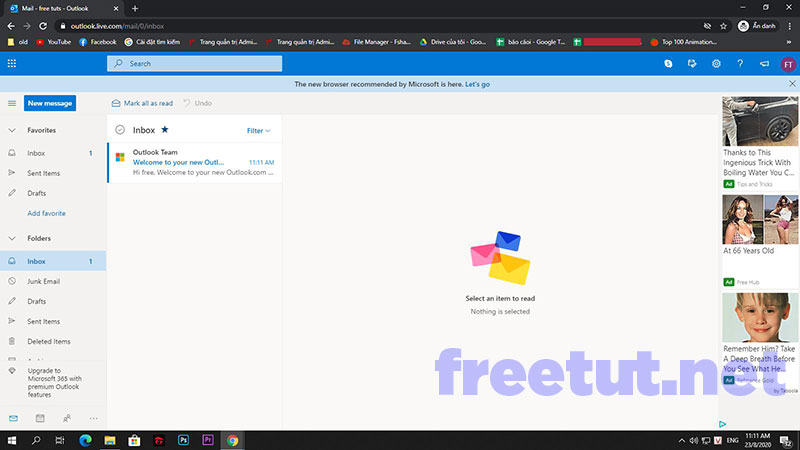 Mail - free tuts - Outlook
outlook.live.com/mail/0/inbox
Ẩn danh
old
YouTube
Facebook
Cài đặt tìm kiếm
Trang quản trị Admi...
Trang quản trị Admi...
File Manager - Fsha...
Drive của tôi - Goo...
báo cáo - Google T...
Top 100 Animation...
Search
FT
The new browser recommended by Microsoft is here. Let's go
New message
Mark all as read
Undo
Favorites
Inbox 1
Sent Items
Drafts
Add favorite
Folders
Inbox 1
Junk Email
Drafts
Sent Items
Deleted Items
Upgrade to
Microsoft 365 with
premium Outlook
features
Inbox
Filter
Outlook Team
Welcome to your new Outl... 11:11 AM
Hi free, Welcome to your new Outlook.com ...
Select an item to read
Nothing is selected
Thanks to This
Ingenious Trick With
Boiling Water You C...
Ad Tips and Tricks
At 66 Years Old
Ad Free Hub
Remember Him? Take
A Deep Breath Before
You See What He...
Ad
by Taboola
freetut.net
ENG
11:11 AM
23/8/2020